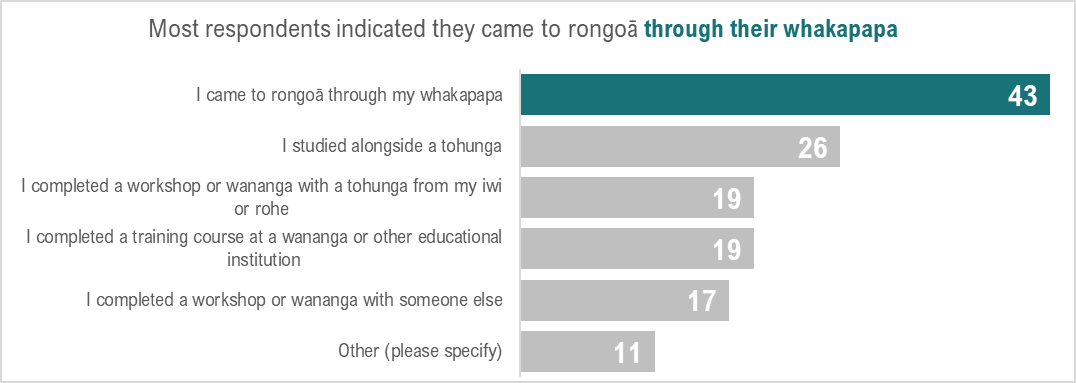 Most respondents indicated they came to rongoā through their whakapapa
I came to rongoā through my whakapapa
43
I studied alongside a tohunga
26
I completed a workshop or wananga with a tohunga from my iwi
or rohe
19
I completed a training course at a wananga or other educational
institution
19
I completed a workshop or wananga with someone else
17
Other (please specify)
11